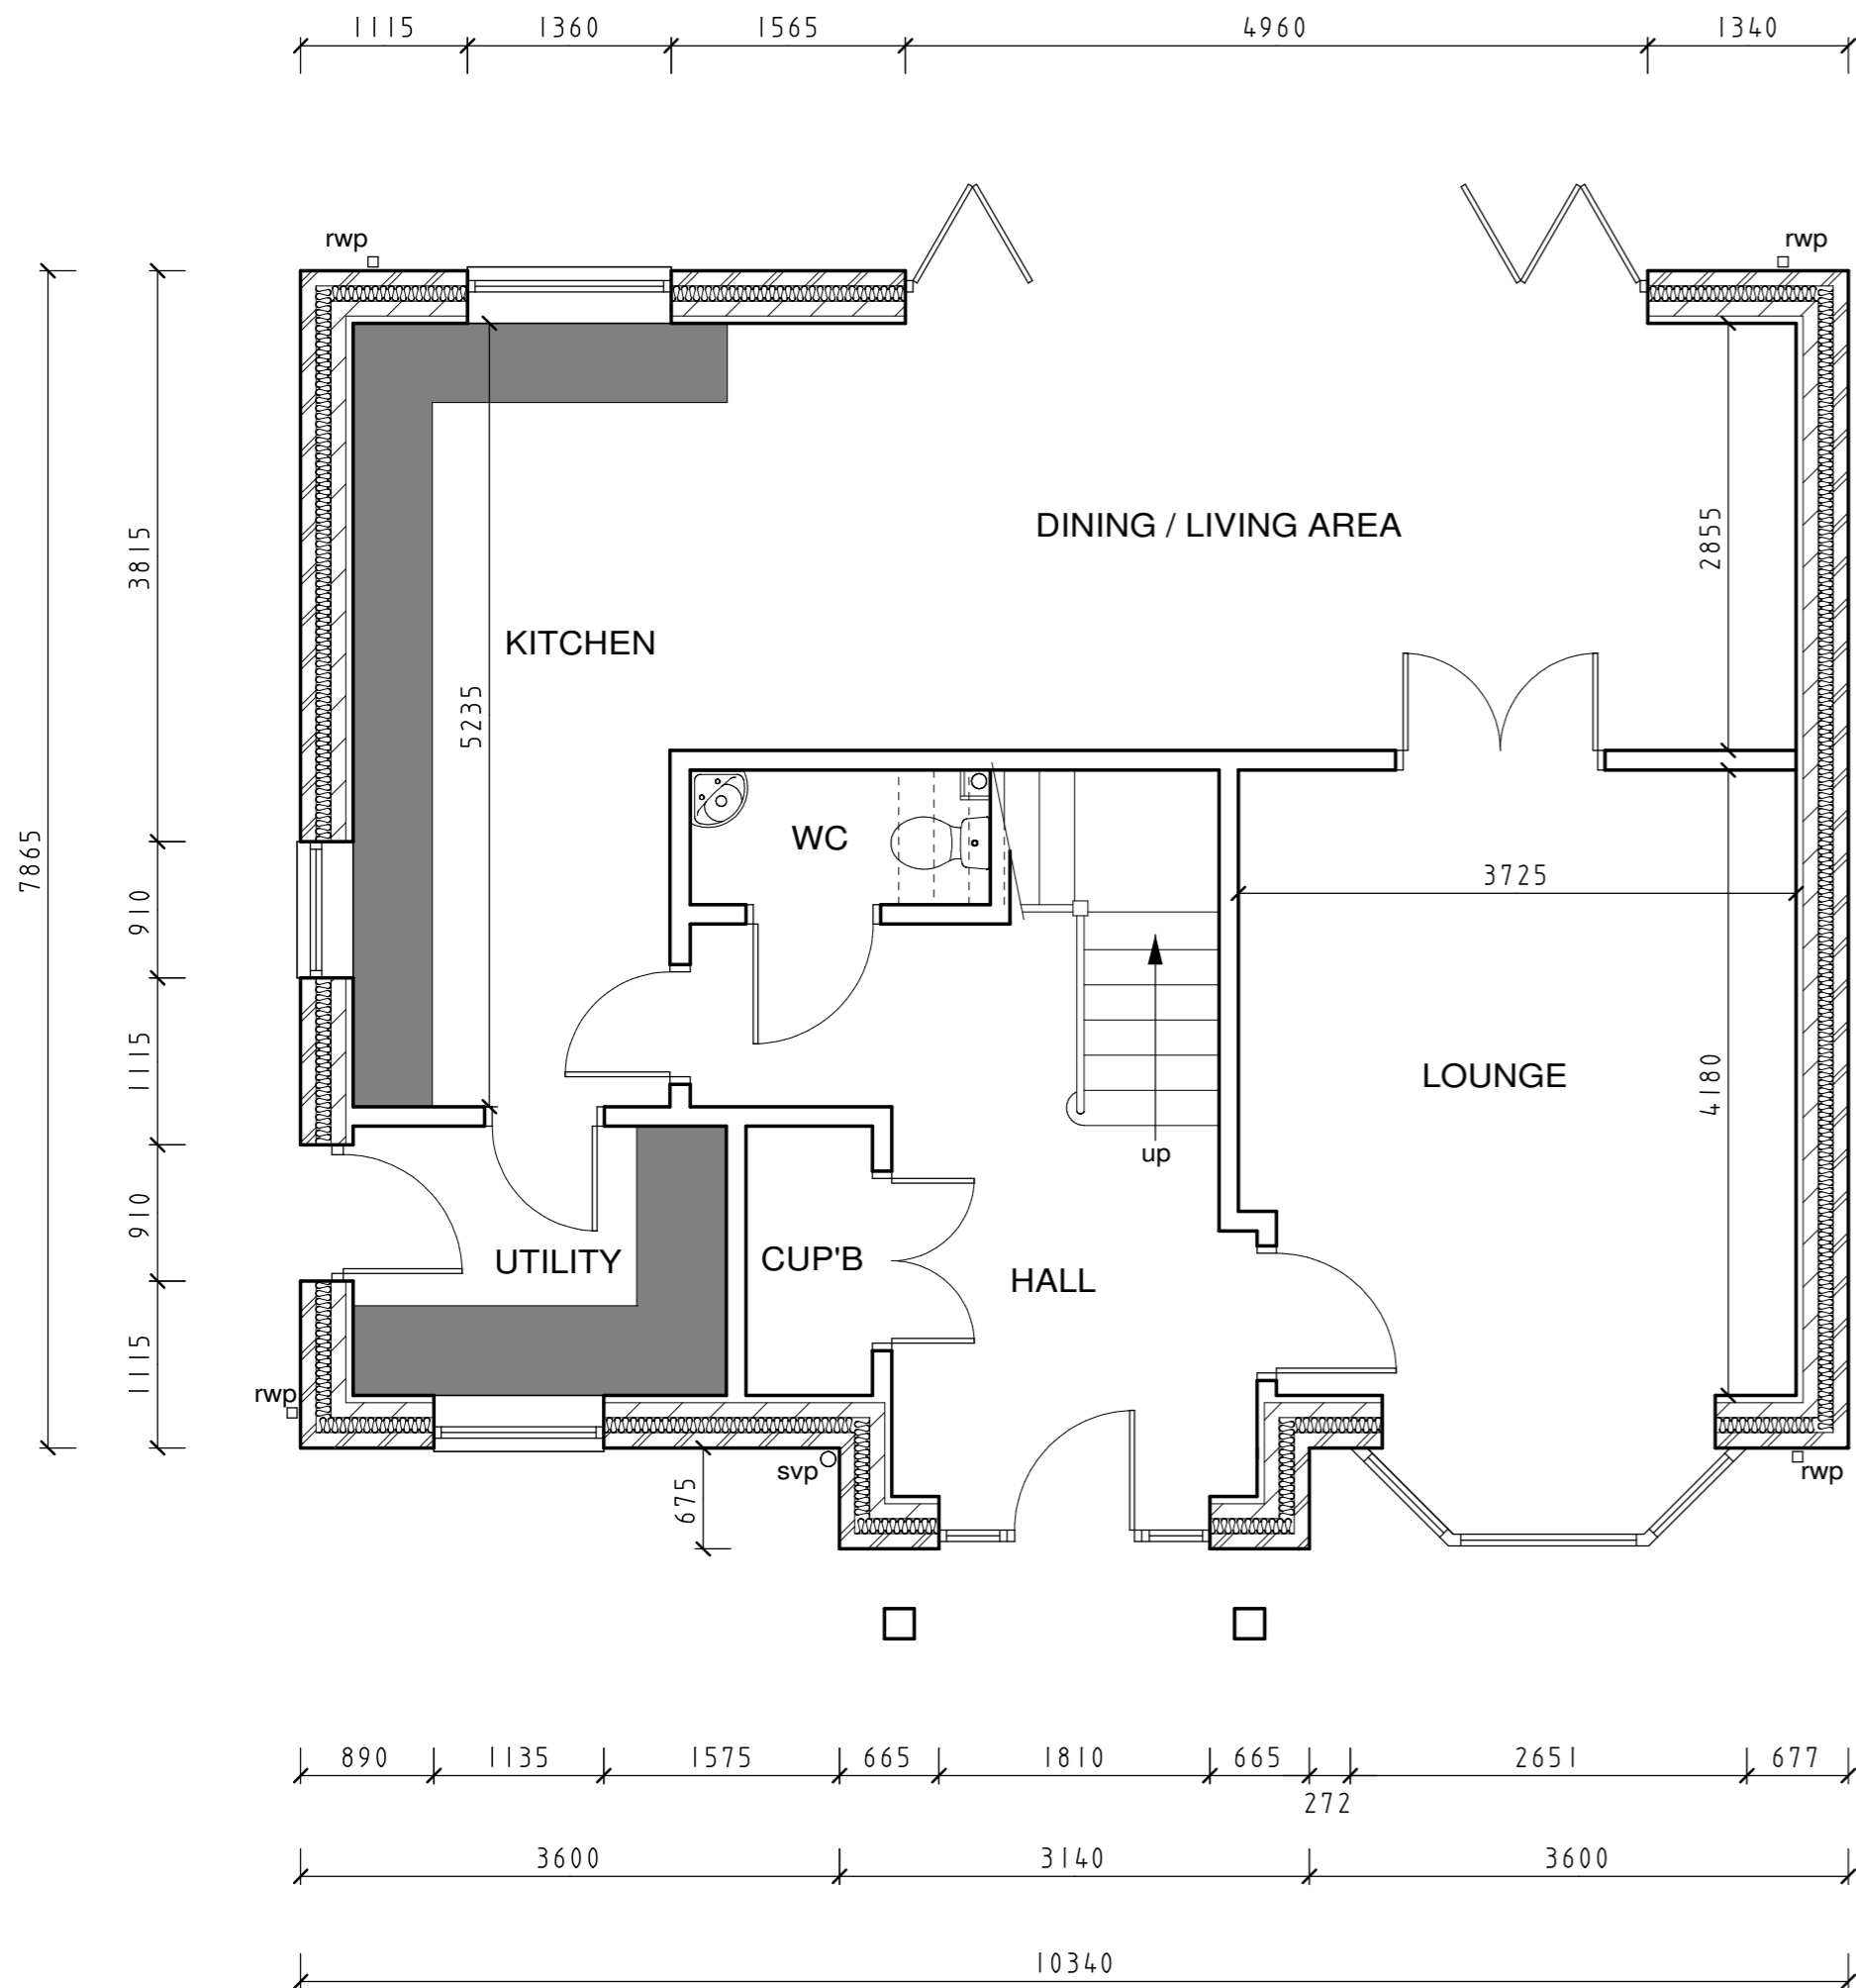 1115 1360 1565 4960 1340
rwp rwp
3815
DINING / LIVING AREA
2855
KITCHEN
5235
7865
WC
910
3725
1115
LOUNGE
4180
up
910
UTILITY CUP'B HALL
1115
rwp
svp
rwp
675
890 1135 1575 665 1810 665 2651 677
272
3600 3140 3600
10340